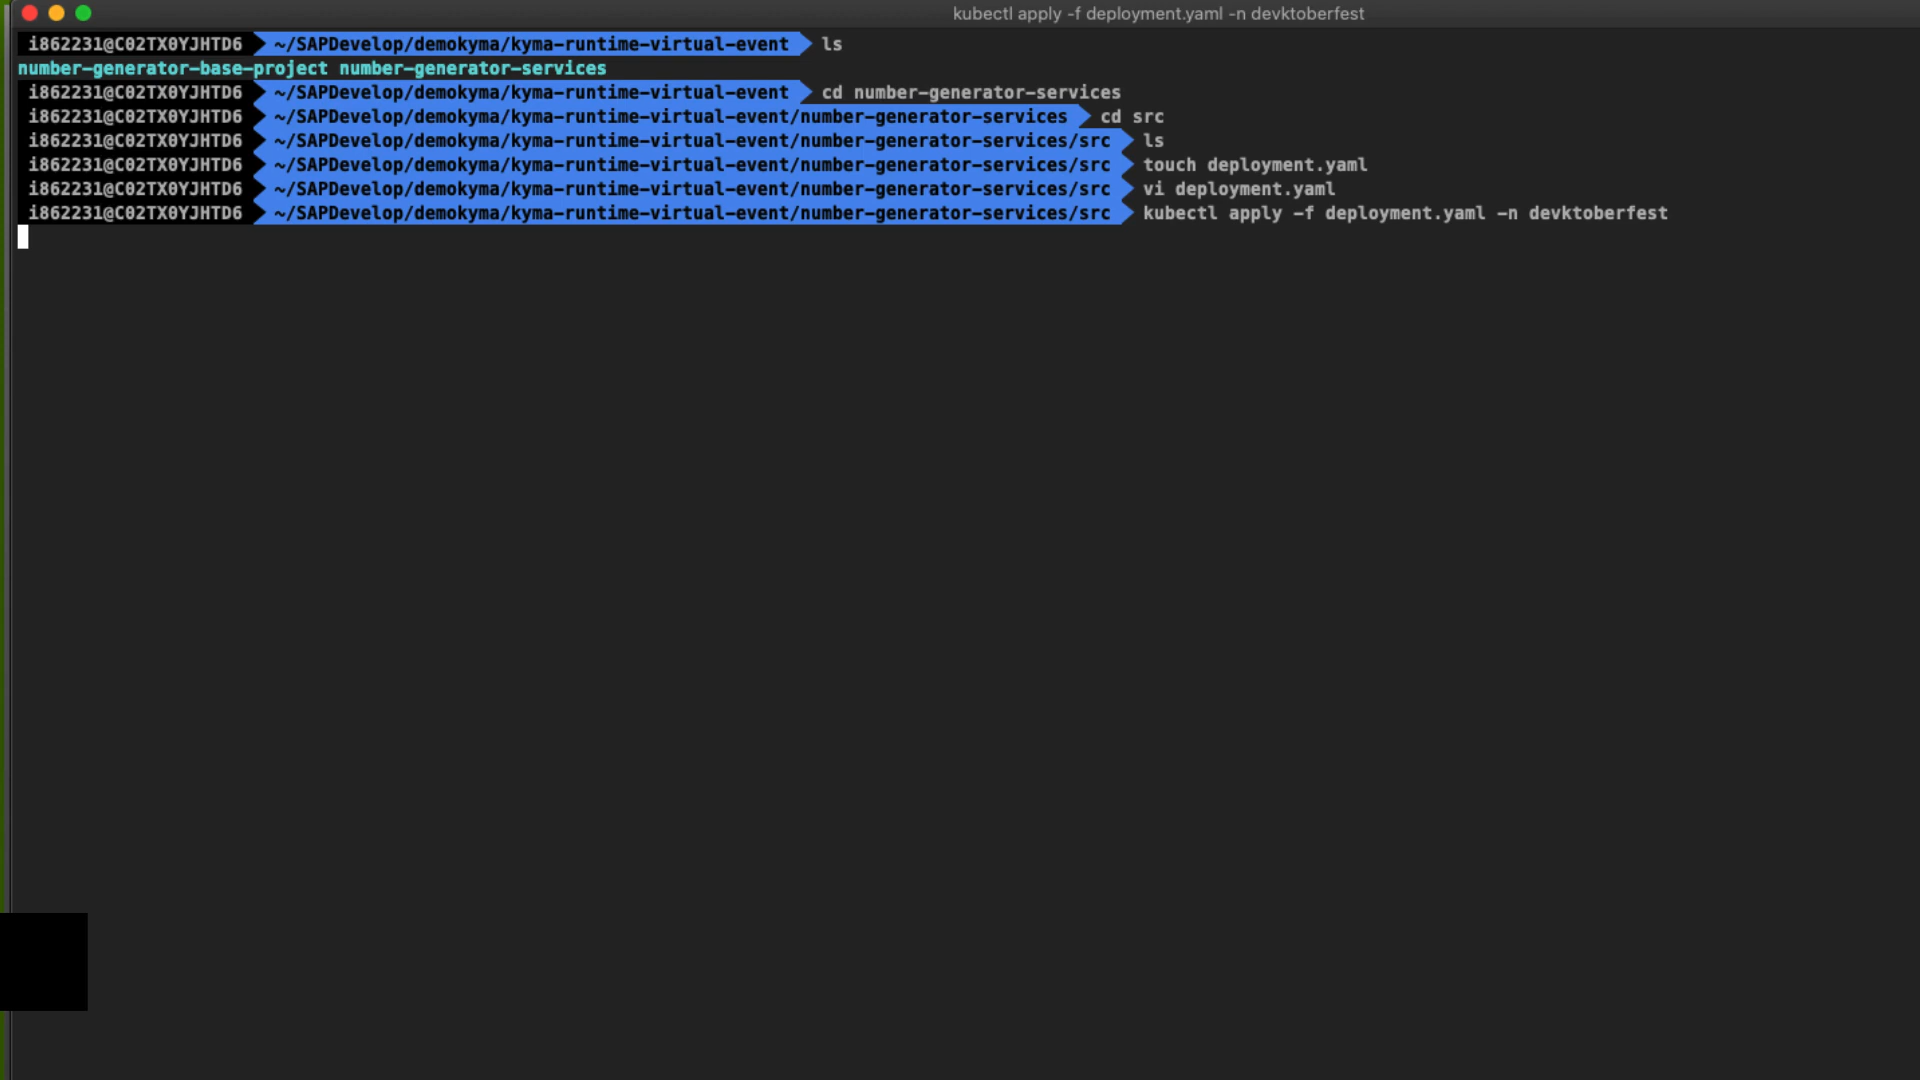 kubectl apply -f deployment.yaml -n devktoberfest
i862231@C02TX0YJHTD6 ~/SAPDevelop/demokyma/kyma-runtime-virtual-event ls
number-generator-base-project number-generator-services
i862231@C02TX0YJHTD6 ~/SAPDevelop/demokyma/kyma-runtime-virtual-event cd number-generator-services
i862231@C02TX0YJHTD6 ~/SAPDevelop/demokyma/kyma-runtime-virtual-event/number-generator-services cd src
i862231@C02TX0YJHTD6 ~/SAPDevelop/demokyma/kyma-runtime-virtual-event/number-generator-services/src ls
i862231@C02TX0YJHTD6 ~/SAPDevelop/demokyma/kyma-runtime-virtual-event/number-generator-services/src touch deployment.yaml
i862231@C02TX0YJHTD6 ~/SAPDevelop/demokyma/kyma-runtime-virtual-event/number-generator-services/src vi deployment.yaml
i862231@C02TX0YJHTD6 ~/SAPDevelop/demokyma/kyma-runtime-virtual-event/number-generator-services/src kubectl apply -f deployment.yaml -n devktoberfest